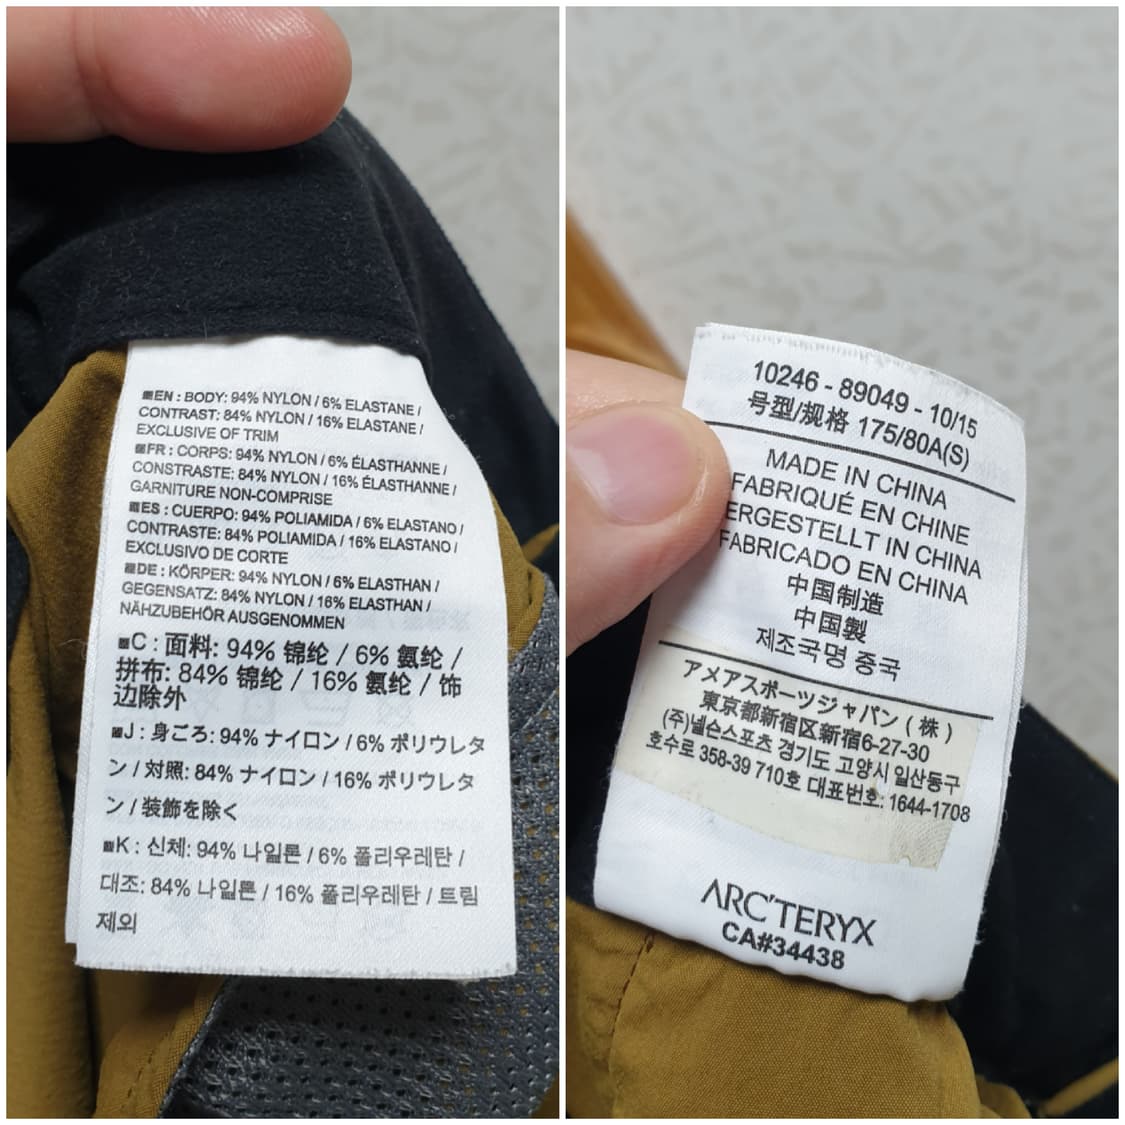 ■EN : BODY: 94% NYLON / 6% ELASTANE /
CONTRAST: 84% NYLON / 16% ELASTANE /
EXCLUSIVE OF TRIM
■FR : CORPS: 94% NYLON / 6% ÉLASTHANNE /
CONSTRASTE: 84% NYLON / 16% ÉLASTHANNE /
GARNITURE NON-COMPRISE
■ES : CUERPO: 94% POLIAMIDA / 6% ELASTANO /
CONTRASTE: 84% POLIAMIDA / 16% ELASTANO /
EXCLUSIVO DE CORTE
■DE : KÖRPER: 94% NYLON / 6% ELASTHAN /
GEGENSATZ: 84% NYLON / 16% ELASTHAN /
NÄHZUBEHÖR AUSGENOMMEN
■C : 面料: 94% 锦纶 / 6% 氨纶 /
拼布: 84% 锦纶 / 16% 氨纶 / 饰
边除外
■J : 身ごろ: 94% ナイロン / 6% ポリウレタ
ン / 対照: 84% ナイロン / 16% ポリウレタ
ン / 装飾を除く
■K : 신체: 94% 나일론 / 6% 폴리우레탄 /
대조: 84% 나일론 / 16% 폴리우레탄 / 트림
제외
10246 - 89049 - 10/15
号型/规格 175/80A(S)
MADE IN CHINA
FABRIQUÉ EN CHINE
ERGESTELLT IN CHINA
FABRICADO EN CHINA
中国制造
中国製
제조국명 중국
アメアスポーツジャパン ( 株 )
東京都新宿区新宿6-27-30
(주)넬슨스포츠 경기도 고양시 일산동구
호수로 358-39 710호 대표번호: 1644-1708
ARC'TERYX
CA#34438